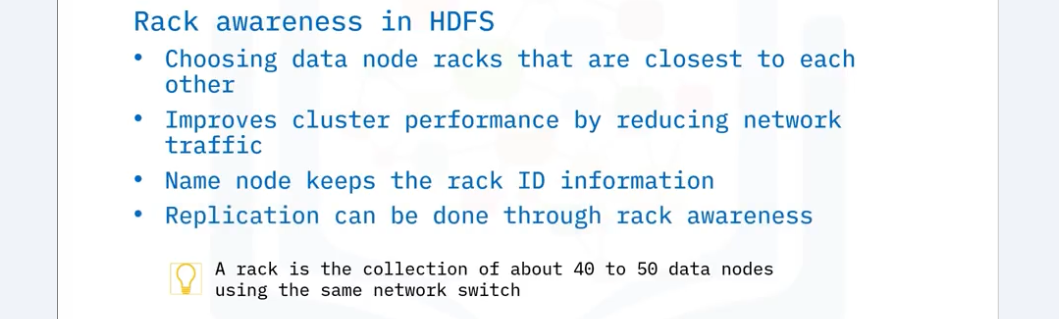 Rack awareness in HDFS
• Choosing data node racks that are closest to each
other
• Improves cluster performance by reducing network
traffic
• Name node keeps the rack ID information
• Replication can be done through rack awareness
A rack is the collection of about 40 to 50 data nodes
using the same network switch